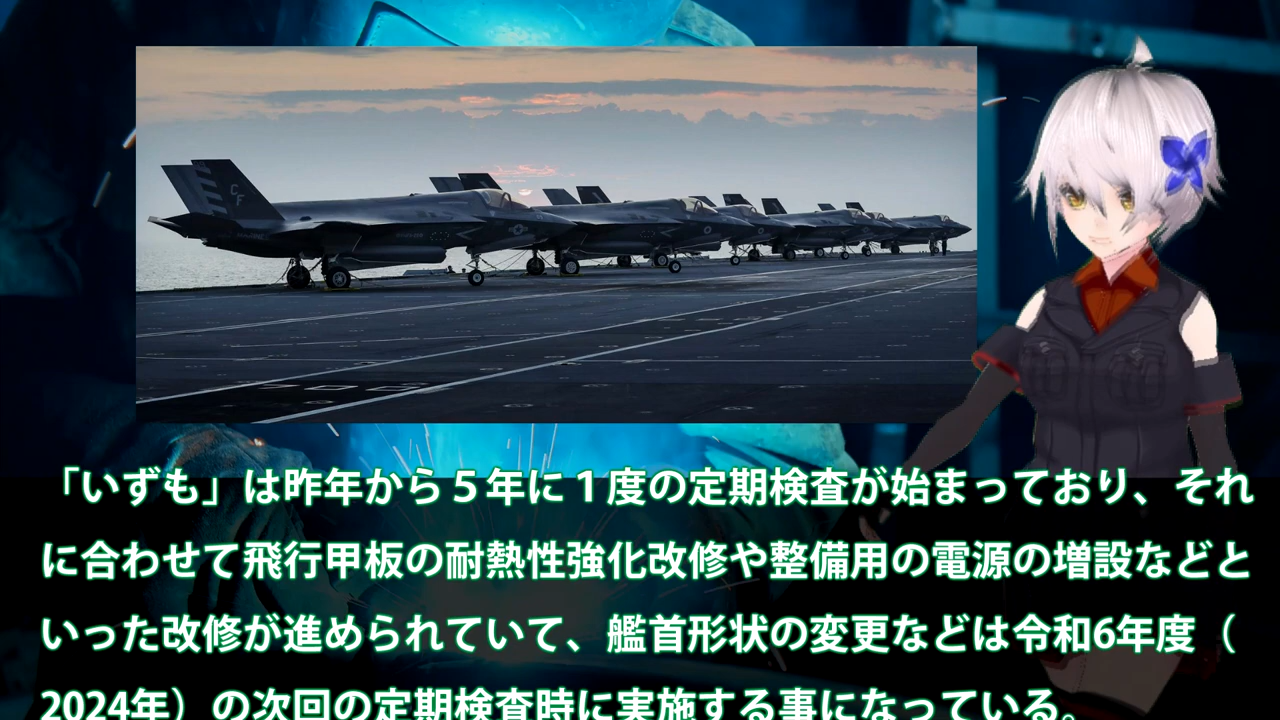 CF
「いずも」は昨年から５年に１度の定期検査が始まっており、それ
に合わせて飛行甲板の耐熱性強化改修や整備用の電源の増設などと
いった改修が進められていて、艦首形状の変更などは令和6年度（
2024年）の次回の定期検査時に実施する事になっている。